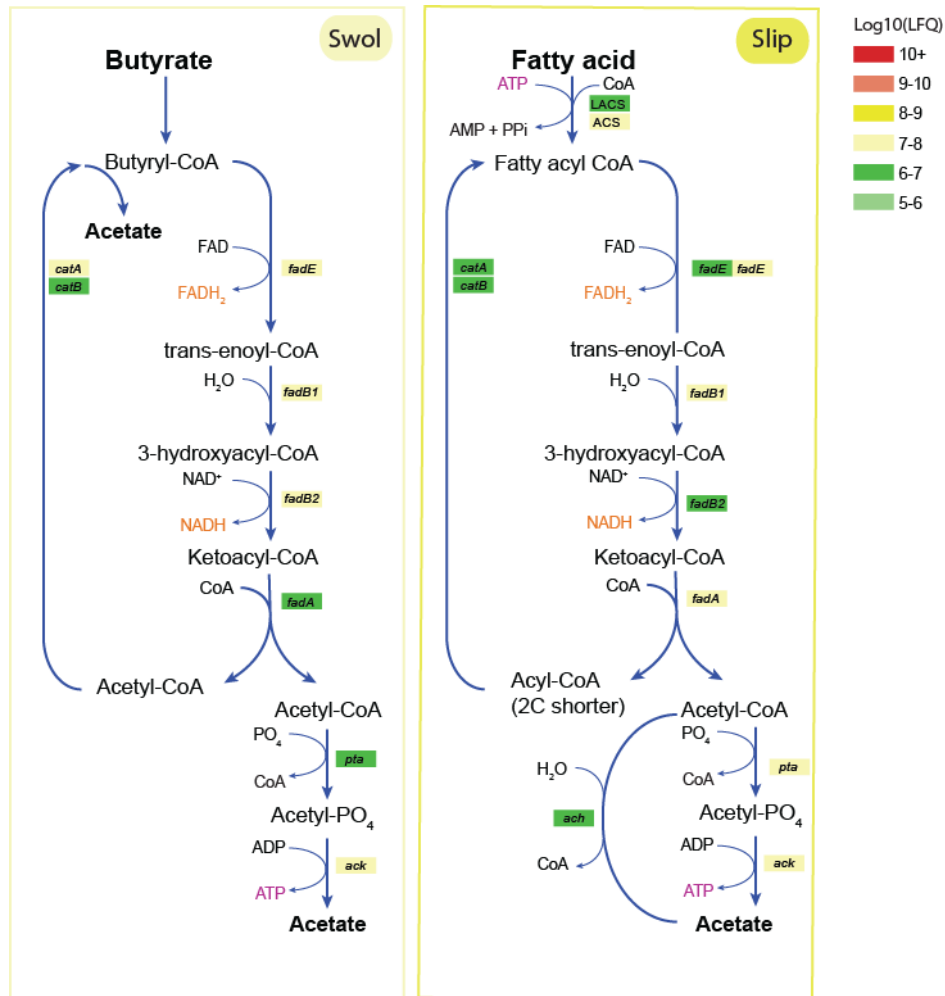 Swol
Butyrate
Butyryl-CoA
Acetate
catA
catB
FAD
fadE
FADH₂
trans-enoyl-CoA
H₂O
fadB1
3-hydroxyacyl-CoA
NAD⁺
fadB2
NADH
Ketoacyl-CoA
CoA
fadA
Acetyl-CoA
Acetyl-CoA
PO₄
pta
CoA
Acetyl-PO₄
ADP
ack
ATP
Acetate
Slip
Fatty acid
ATP
CoA
LACS
ACS
AMP + PPi
Fatty acyl CoA
catA
catB
FAD
fadE fadE
FADH₂
trans-enoyl-CoA
H₂O
fadB1
3-hydroxyacyl-CoA
NAD⁺
fadB2
NADH
Ketoacyl-CoA
CoA
fadA
Acyl-CoA
(2C shorter)
Acetyl-CoA
PO₄
pta
CoA
H₂O
ach
CoA
Acetyl-PO₄
ADP
ack
ATP
Acetate
Log10(LFQ)
10+
9-10
8-9
7-8
6-7
5-6